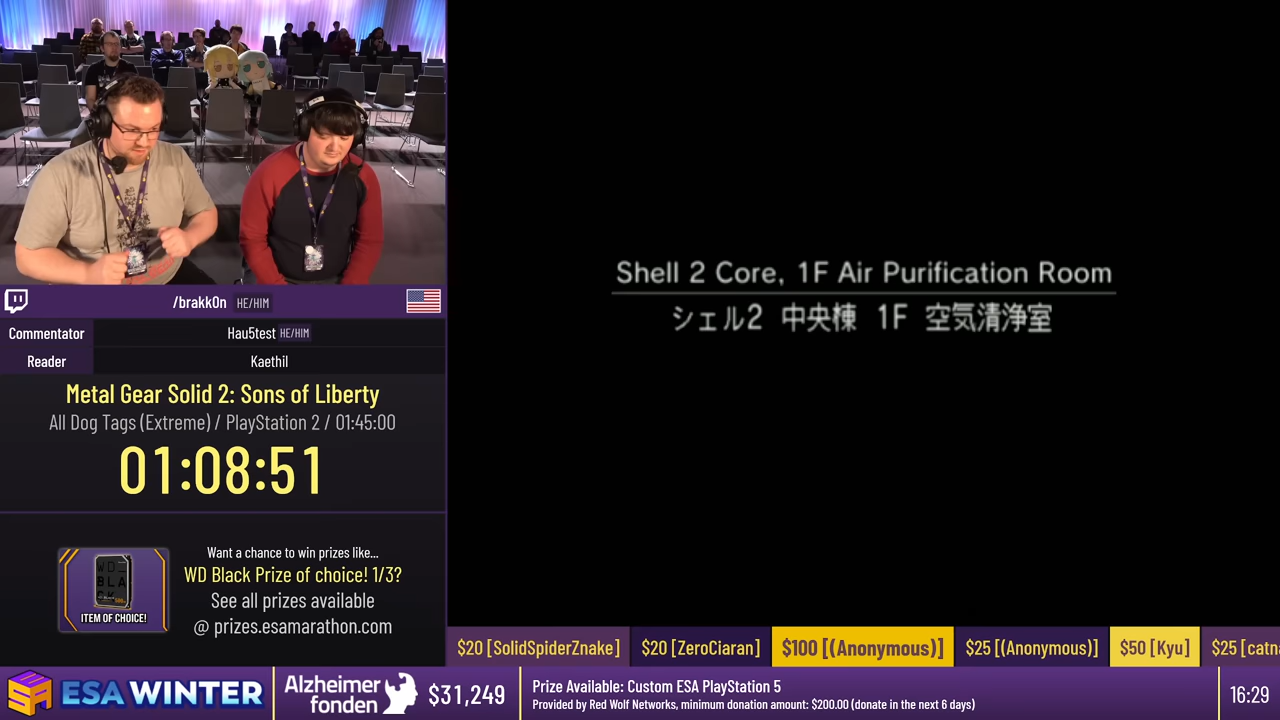 /brakk0n HE/HIM
Commentator Hau5test HE/HIM
Reader Kaethil
Metal Gear Solid 2: Sons of Liberty
All Dog Tags (Extreme) / PlayStation 2 / 01:45:00
01:08:51
WD_BLACK
ITEM OF CHOICE!
Want a chance to win prizes like...
WD Black Prize of choice! 1/3?
See all prizes available
@ prizes.esamarathon.com
Shell 2 Core, 1F Air Purification Room
シェル2 中央棟 1F 空気清浄室
$20 [SolidSpiderZnake] $20 [ZeroCiaran] $100 [(Anonymous)] $25 [(Anonymous)] $50 [Kyu] $25 [catn
ESA WINTER
Alzheimer
fonden
$31,249
Prize Available: Custom ESA PlayStation 5
Provided by Red Wolf Networks, minimum donation amount: $200.00 (donate in the next 6 days)
16:29